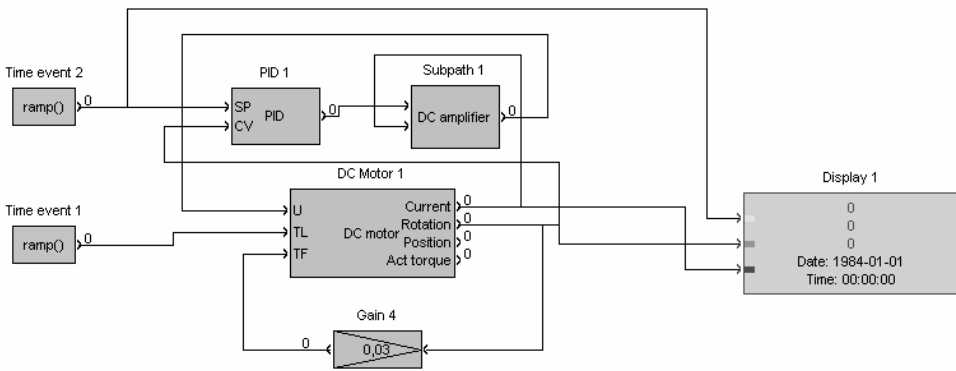 Time event 2
ramp()
0
PID 1
SP
CV
PID
0
Subpath 1
DC amplifier
0
Time event 1
ramp()
0
DC Motor 1
U
TL
TF
DC motor
Current
Rotation
Position
Act torque
0
0
0
0
Gain 4
0,03
0
Display 1
0
0
0
Date: 1984-01-01
Time: 00:00:00